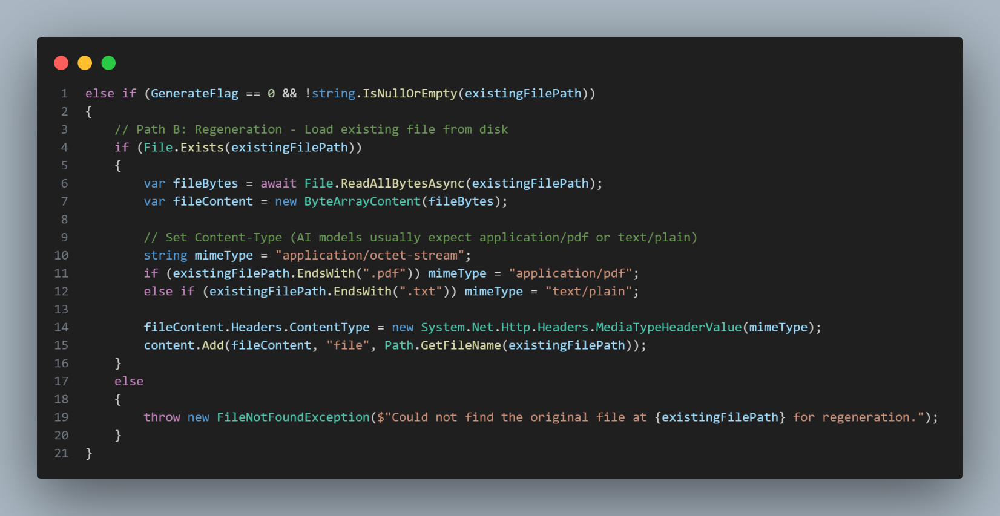 1 else if (GenerateFlag == 0 && !string.IsNullOrEmpty(existingFilePath))
2 {
3     // Path B: Regeneration - Load existing file from disk
4     if (File.Exists(existingFilePath))
5     {
6         var fileBytes = await File.ReadAllBytesAsync(existingFilePath);
7         var fileContent = new ByteArrayContent(fileBytes);
8
9         // Set Content-Type (AI models usually expect application/pdf or text/plain)
10         string mimeType = "application/octet-stream";
11         if (existingFilePath.EndsWith(".pdf")) mimeType = "application/pdf";
12         else if (existingFilePath.EndsWith(".txt")) mimeType = "text/plain";
13
14         fileContent.Headers.ContentType = new System.Net.Http.Headers.MediaTypeHeaderValue(mimeType);
15         content.Add(fileContent, "file", Path.GetFileName(existingFilePath));
16     }
17     else
18     {
19         throw new FileNotFoundException($"Could not find the original file at {existingFilePath} for regeneration.");
20     }
21 }